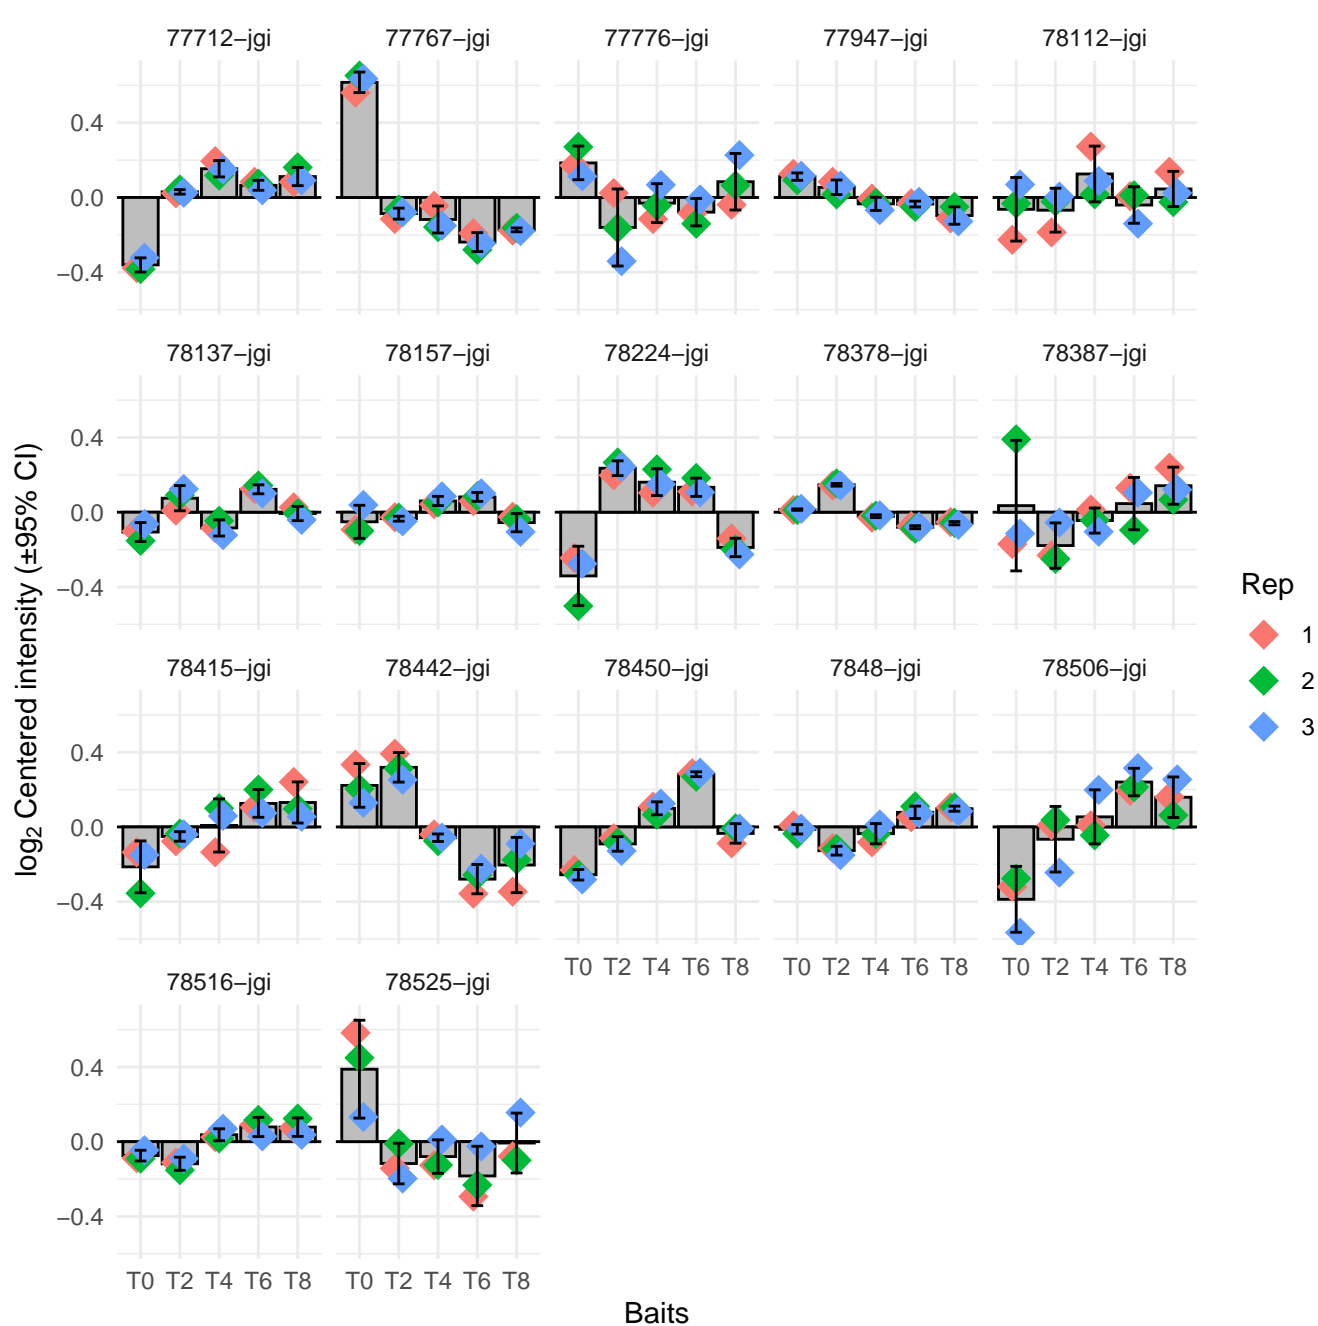 77712−jgi 77767−jgi 77776−jgi 77947−jgi 78112−jgi
0.4
0.0
−0.4
78137−jgi 78157−jgi 78224−jgi 78378−jgi 78387−jgi
0.4
0.0
−0.4
78415−jgi 78442−jgi 78450−jgi 7848−jgi 78506−jgi
0.4
0.0
−0.4
T0 T2 T4 T6 T8 T0 T2 T4 T6 T8 T0 T2 T4 T6 T8
78516−jgi 78525−jgi
0.4
0.0
−0.4
T0 T2 T4 T6 T8 T0 T2 T4 T6 T8
Baits
log2 Centered intensity (±95% CI)
Rep
1
2
3